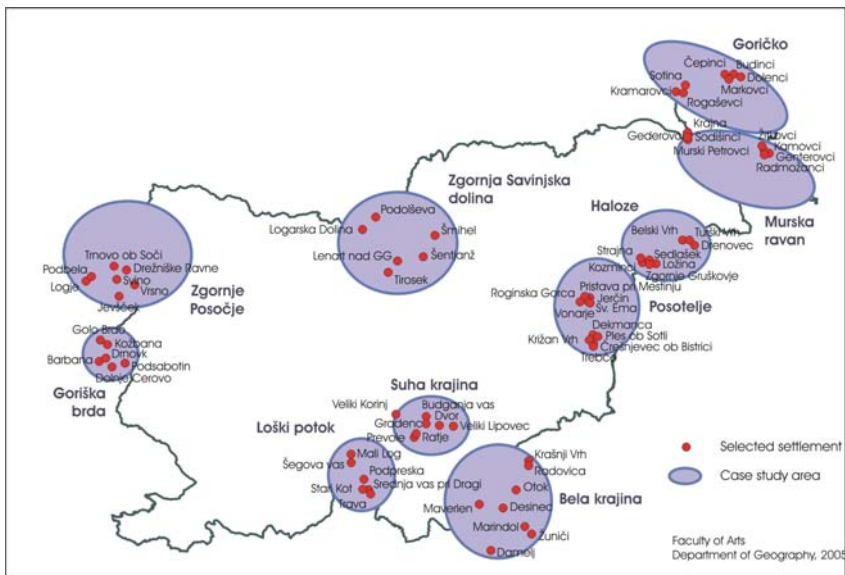 Goričko
Čepinci
Budinci
Sotina
Dolenci
Kramarovci
Markovci
Rogaševci
Krajna
Gederovci
Sodišinci
Murski Petrovci
Žitkovci
Kamovci
Genterovci
Radmožanci
Murska
ravan
Zgornja Savinjska
dolina
Podolševa
Logarska Dolina
Šmihel
Lenart nad GG
Šentjanž
Tirosek
Haloze
Belski Vrh
Turški Vrh
Drenovec
Strajna
Sedlašek
Kozminci
Ložina
Zgornje Gruškovje
Trnovo ob Soči
Podbela
Drežniške Ravne
Logje
Svino
Vrsna
Jevšček
Zgornje
Posočje
Pristava pri Mestinju
Roginska Gorca
Jerčin
Vonarje
Sv. Ema
Posotelje
Dekmanca
Križan Vrh
Ples ob Sotli
Črešnjevec ob Bistrici
Trebče
Golo Brdo
Kožbana
Barbana
Drnovk
Podsabotin
Dolnje Cerovo
Goriška
brda
Suha krajina
Veliki Korinj
Budganja vas
Dvor
Gradenc
Veliki Lipovec
Prevole
Ratje
Loški potok
Mali Log
Šegova vas
Podpreska
Stari Kot
Srednja vas pri Dragi
Trava
Krašnji Vrh
Radovica
Otok
Maverlen
Desinec
Bela krajina
Marindol
Žuniči
Damelj
Selected settlement
Case study area
Faculty of Arts
Department of Geography, 2005